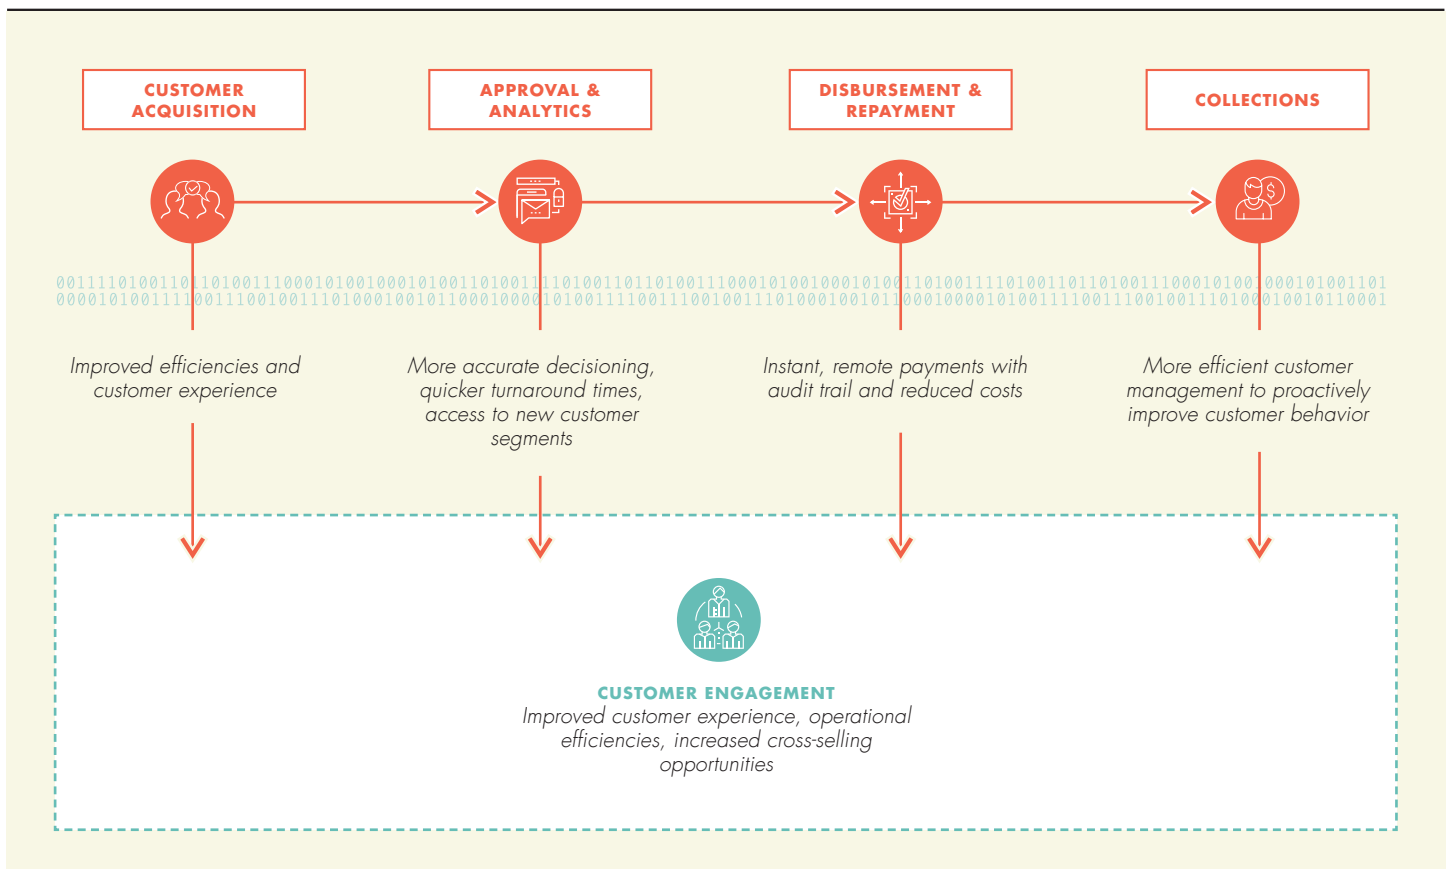 CUSTOMER
ACQUISITION
APPROVAL &
ANALYTICS
DISBURSEMENT &
REPAYMENT
COLLECTIONS
Improved efficiencies and
customer experience
More accurate decisioning,
quicker turnaround times,
access to new customer
segments
Instant, remote payments with
audit trail and reduced costs
More efficient customer
management to proactively
improve customer behavior
CUSTOMER ENGAGEMENT
Improved customer experience, operational
efficiencies, increased cross-selling
opportunities